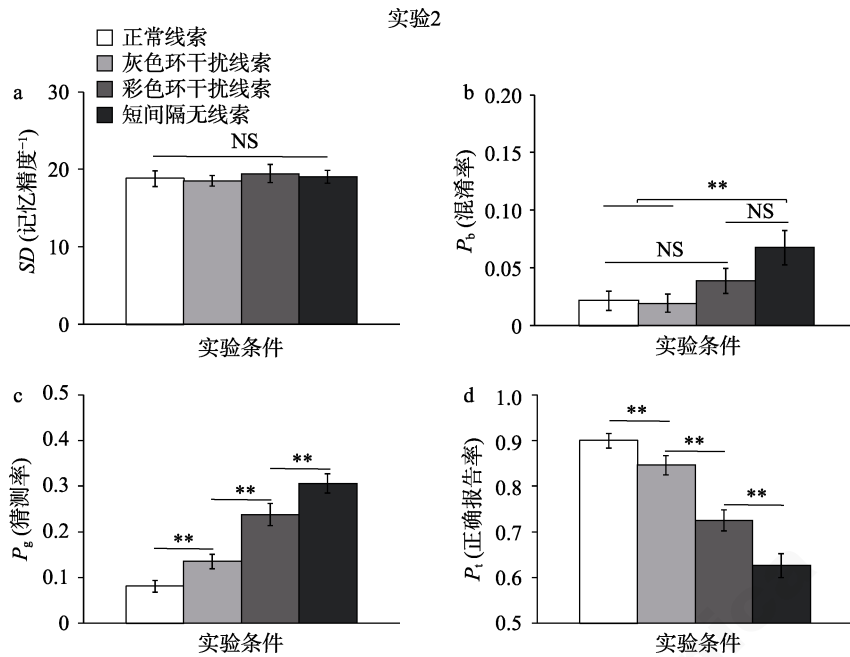 实验2
正常线索
灰色环干扰线索
彩色环干扰线索
短间隔无线索
a
30
20
10
0
SD (记忆精度⁻¹)
NS
实验条件
b
0.20
0.15
0.10
0.05
0
Pb (混淆率)
**
NS
NS
实验条件
c
0.5
0.4
0.3
0.2
0.1
0
Pg (猜测率)
**
**
**
实验条件
d
1.0
0.9
0.8
0.7
0.6
0.5
Pt (正确报告率)
**
**
**
实验条件